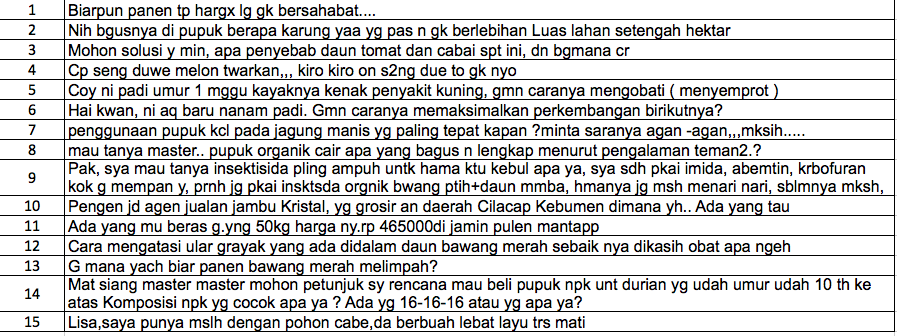 1 Biarpun panen tp hargx lg gk bersahabat....
2 Nih bgusnya di pupuk berapa karung yaa yg pas n gk berlebihan Luas lahan setengah hektar
3 Mohon solusi y min, apa penyebab daun tomat dan cabai spt ini, dn bgmana cr
4 Cp seng duwe melon twarkan,,, kiro kiro on s2ng due to gk nyo
5 Coy ni padi umur 1 mggu kayaknya kenak penyakit kuning, gmn caranya mengobati ( menyemprot )
6 Hai kwan, ni aq baru nanam padi. Gmn caranya memaksimalkan perkembangan birikutnya?
7 penggunaan pupuk kcl pada jagung manis yg paling tepat kapan ?minta saranya agan -agan,,,mksih.....
8 mau tanya master.. pupuk organik cair apa yang bagus n lengkap menurut pengalaman teman2.?
9 Pak, sya mau tanya insektisida pling ampuh untk hama ktu kebul apa ya, sya sdh pkai imida, abemtin, krbofuran
kok g mempan y, prnh jg pkai insktsda orgnik bwang ptih+daun mmba, hmanya jg msh menari nari, sblmnya mksh,
10 Pengen jd agen jualan jambu Kristal, yg grosir an daerah Cilacap Kebumen dimana yh.. Ada yang tau
11 Ada yang mu beras g.yng 50kg harga ny.rp 465000di jamin pulen mantapp
12 Cara mengatasi ular grayak yang ada didalam daun bawang merah sebaik nya dikasih obat apa ngeh
13 G mana yach biar panen bawang merah melimpah?
14 Mat siang master master mohon petunjuk sy rencana mau beli pupuk npk unt durian yg udah umur udah 10 th ke
atas Komposisi npk yg cocok apa ya ? Ada yg 16-16-16 atau yg apa ya?
15 Lisa,saya punya mslh dengan pohon cabe,da berbuah lebat layu trs mati